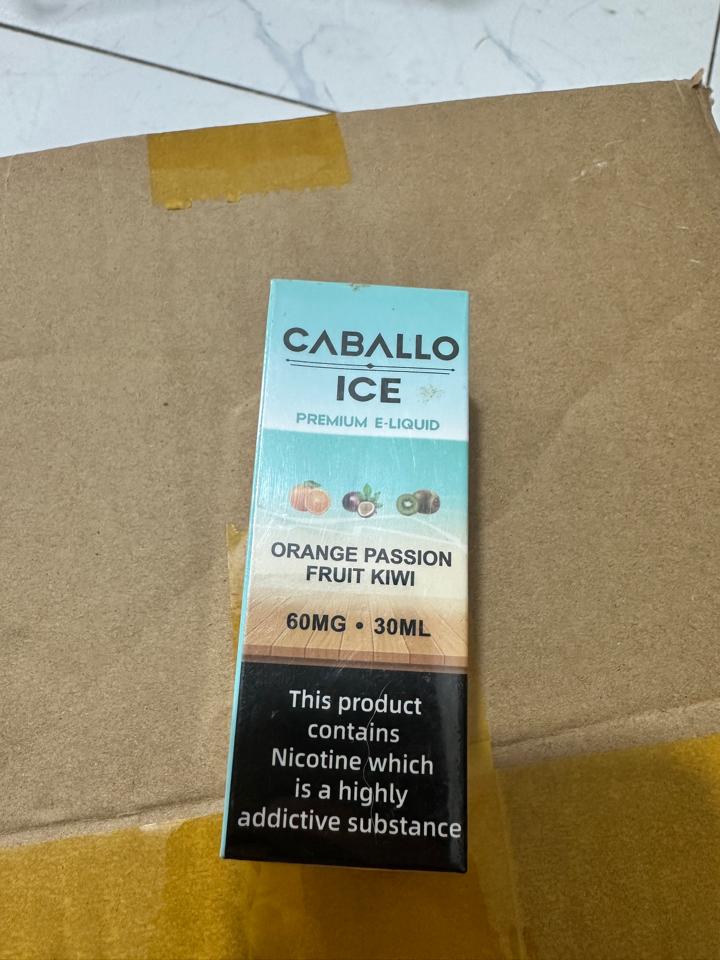 CABALLO
ICE
PREMIUM E-LIQUID
ORANGE PASSION
FRUIT KIWI
60MG • 30ML
This product
contains
Nicotine which
is a highly
addictive substance